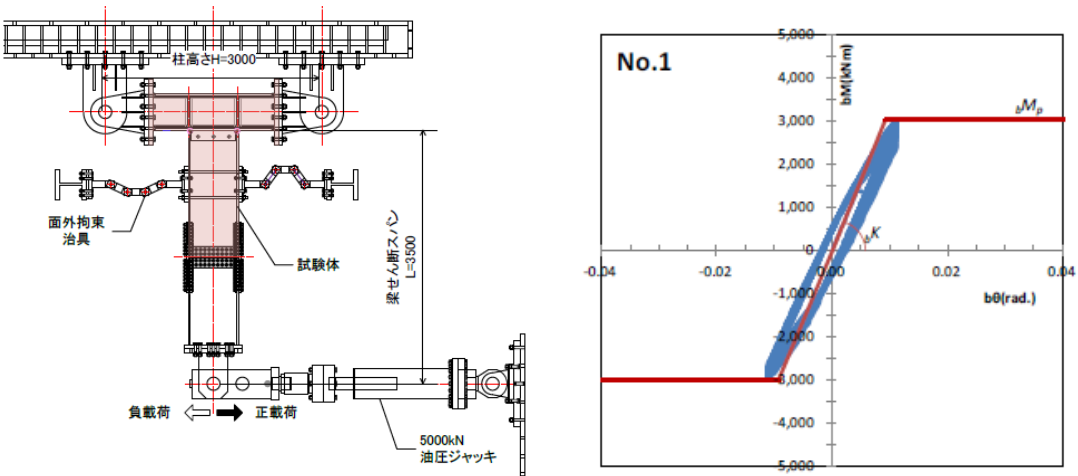 柱高さH=3000
面外拘束
治具
試験体
梁せん断スパン
L=3500
負載荷
正載荷
5000kN
油圧ジャッキ
No.1
bM(kN・m)
bMp
bK
bθ(rad.)
5,000
4,000
3,000
2,000
1,000
0
-1,000
-2,000
-3,000
-4,000
-5,000
-0.04
-0.02
0.00
0.02
0.04